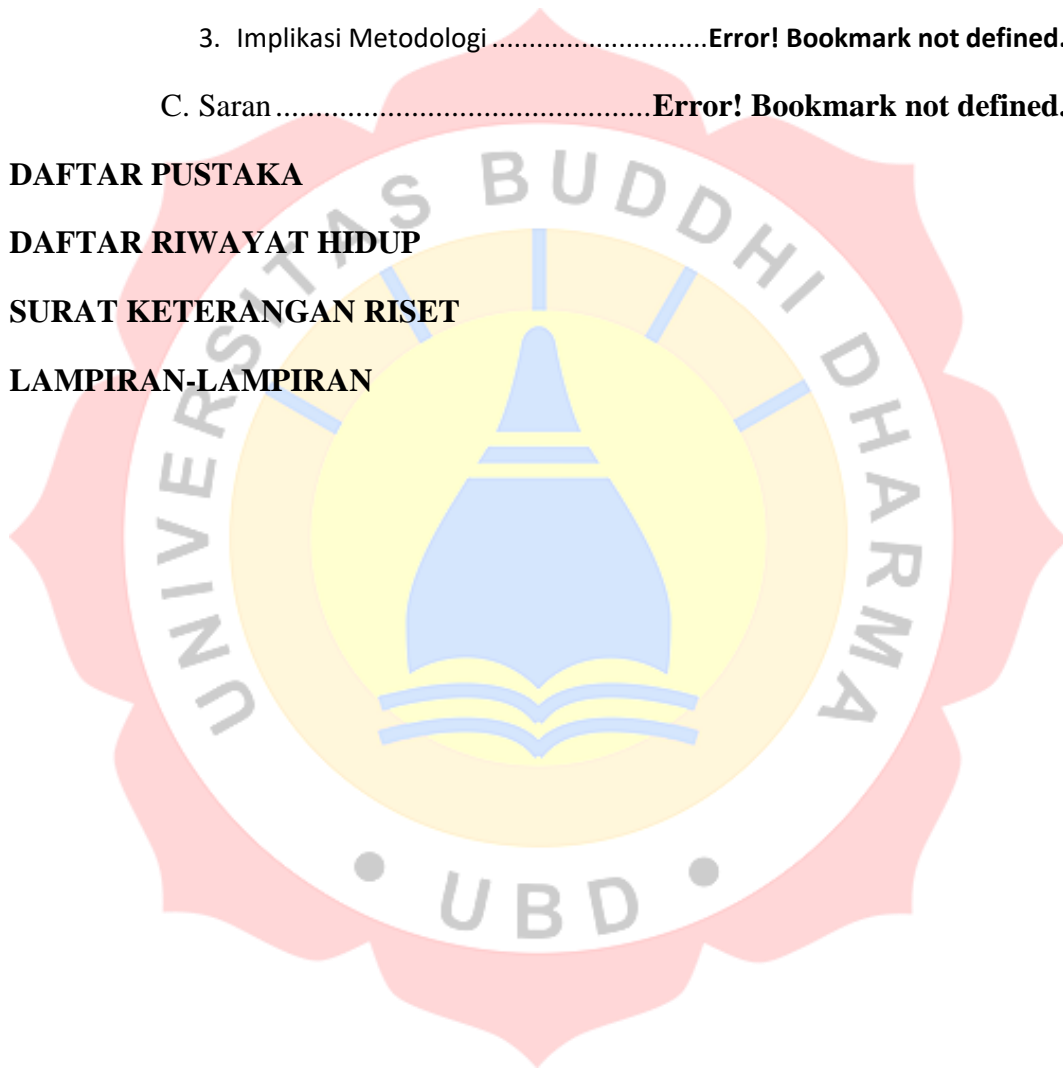 3. Implikasi Metodologi ............................Error! Bookmark not defined.
C. Saran ...............................................Error! Bookmark not defined.
DAFTAR PUSTAKA
DAFTAR RIWAYAT HIDUP
SURAT KETERANGAN RISET
LAMPIRAN-LAMPIRAN
UNIVERSITAS BUDDHI DHARMA
• UBD •